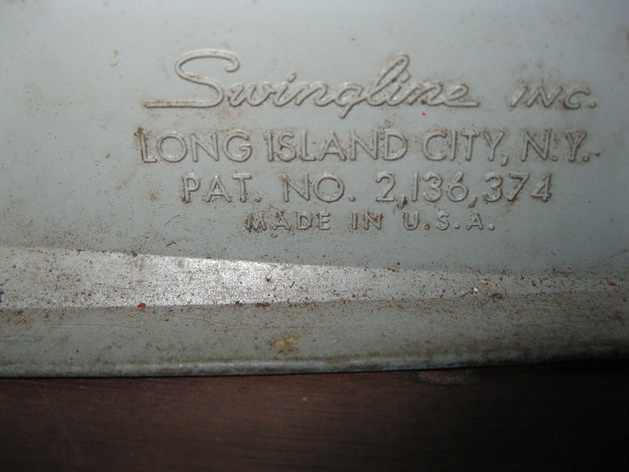 Swingline INC.
LONG ISLAND CITY, N.Y.
PAT. NO. 2,136,374
MADE IN U.S.A.